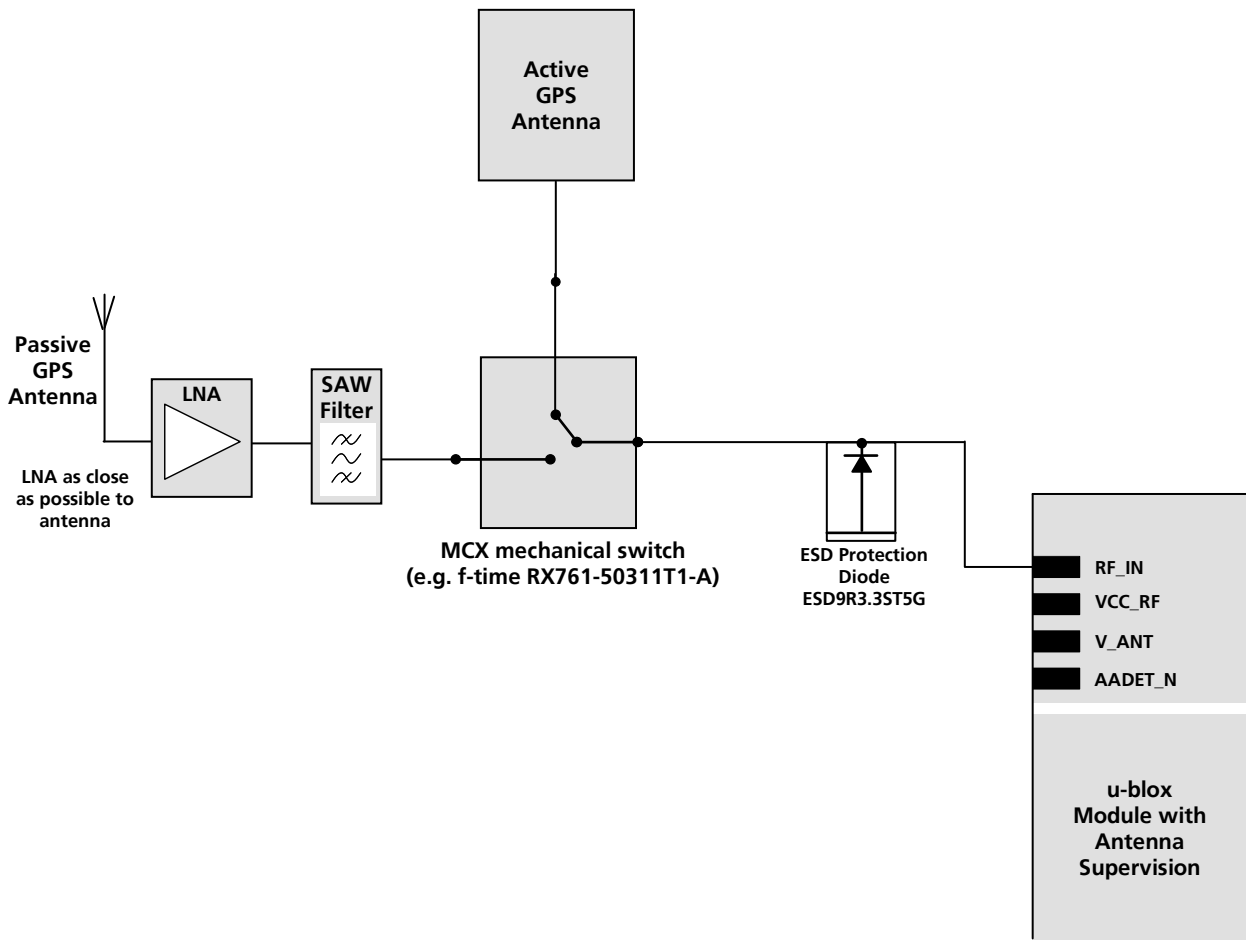 Active
GPS
Antenna
Passive
GPS
Antenna
LNA
SAW
Filter
LNA as close
as possible to
antenna
MCX mechanical switch
(e.g. f-time RX761-50311T1-A)
ESD Protection
Diode
ESD9R3.3ST5G
RF_IN
VCC_RF
V_ANT
AADET_N
u-blox
Module with
Antenna
Supervision